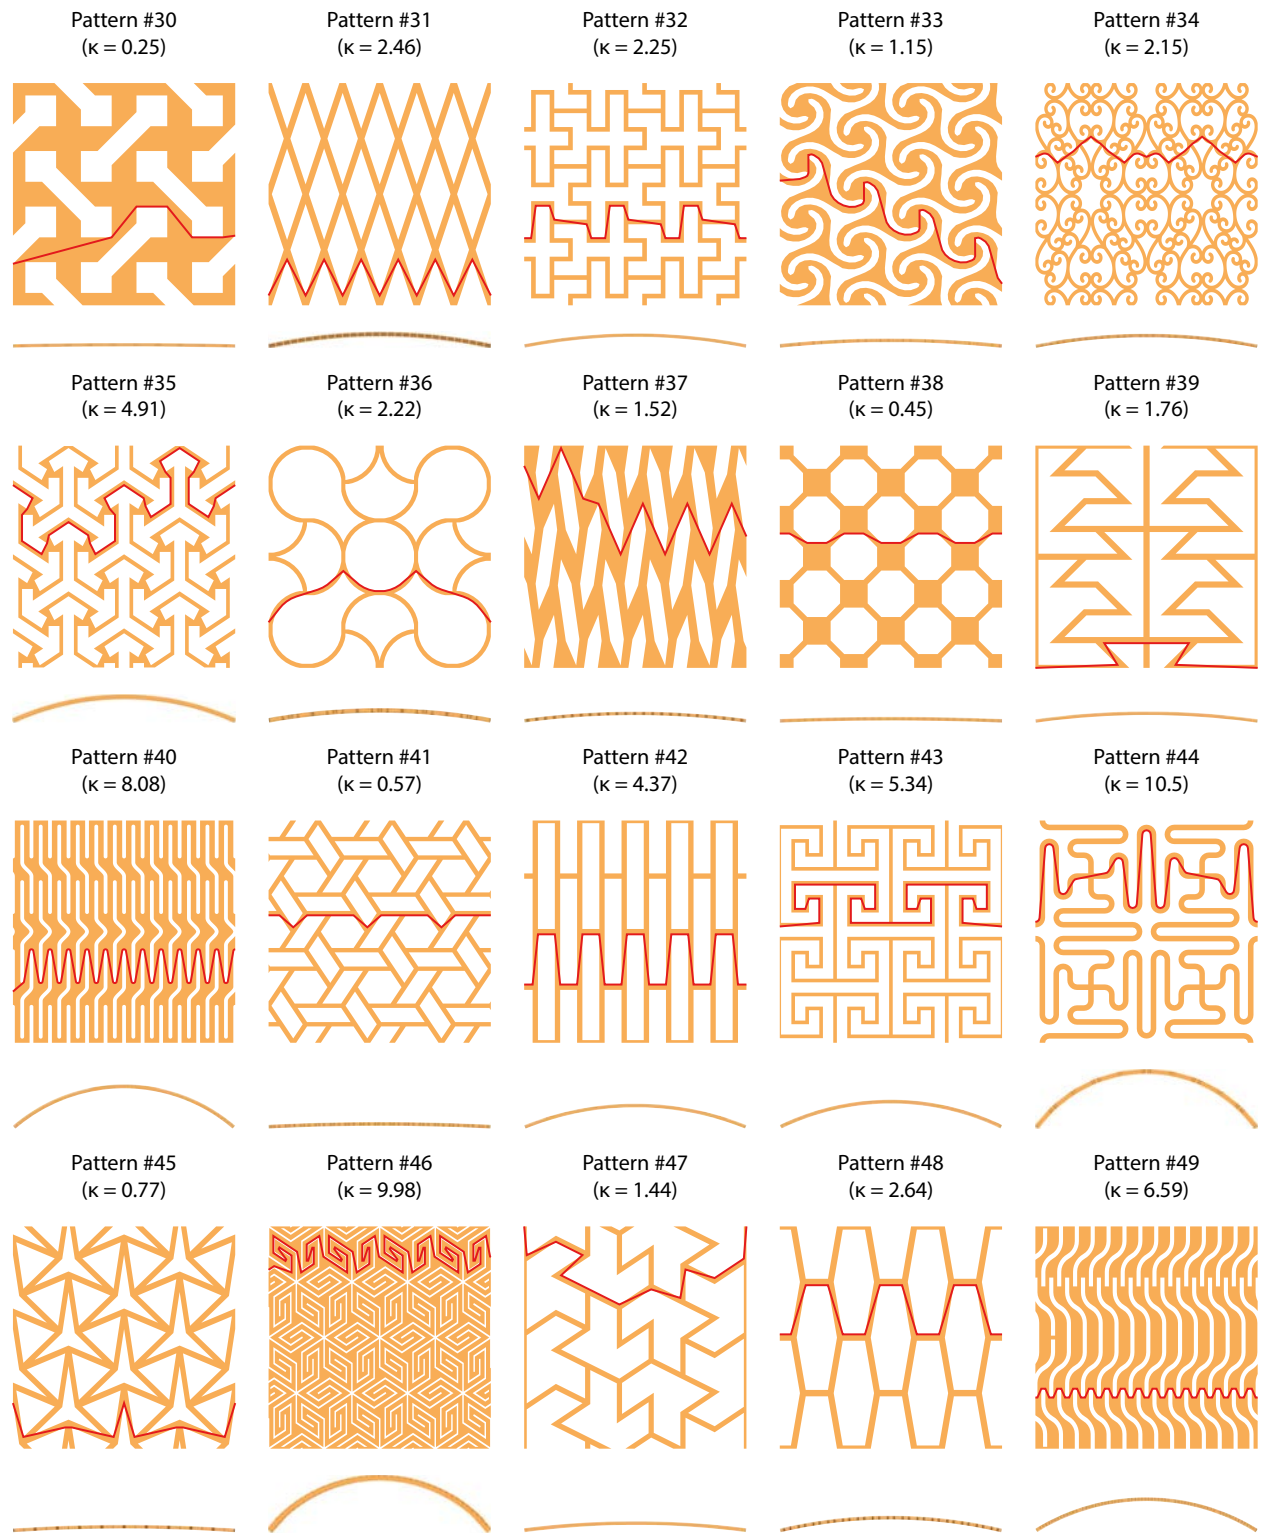 Pattern #30
(κ = 0.25)
Pattern #31
(κ = 2.46)
Pattern #32
(κ = 2.25)
Pattern #33
(κ = 1.15)
Pattern #34
(κ = 2.15)
Pattern #35
(κ = 4.91)
Pattern #36
(κ = 2.22)
Pattern #37
(κ = 1.52)
Pattern #38
(κ = 0.45)
Pattern #39
(κ = 1.76)
Pattern #40
(κ = 8.08)
Pattern #41
(κ = 0.57)
Pattern #42
(κ = 4.37)
Pattern #43
(κ = 5.34)
Pattern #44
(κ = 10.5)
Pattern #45
(κ = 0.77)
Pattern #46
(κ = 9.98)
Pattern #47
(κ = 1.44)
Pattern #48
(κ = 2.64)
Pattern #49
(κ = 6.59)